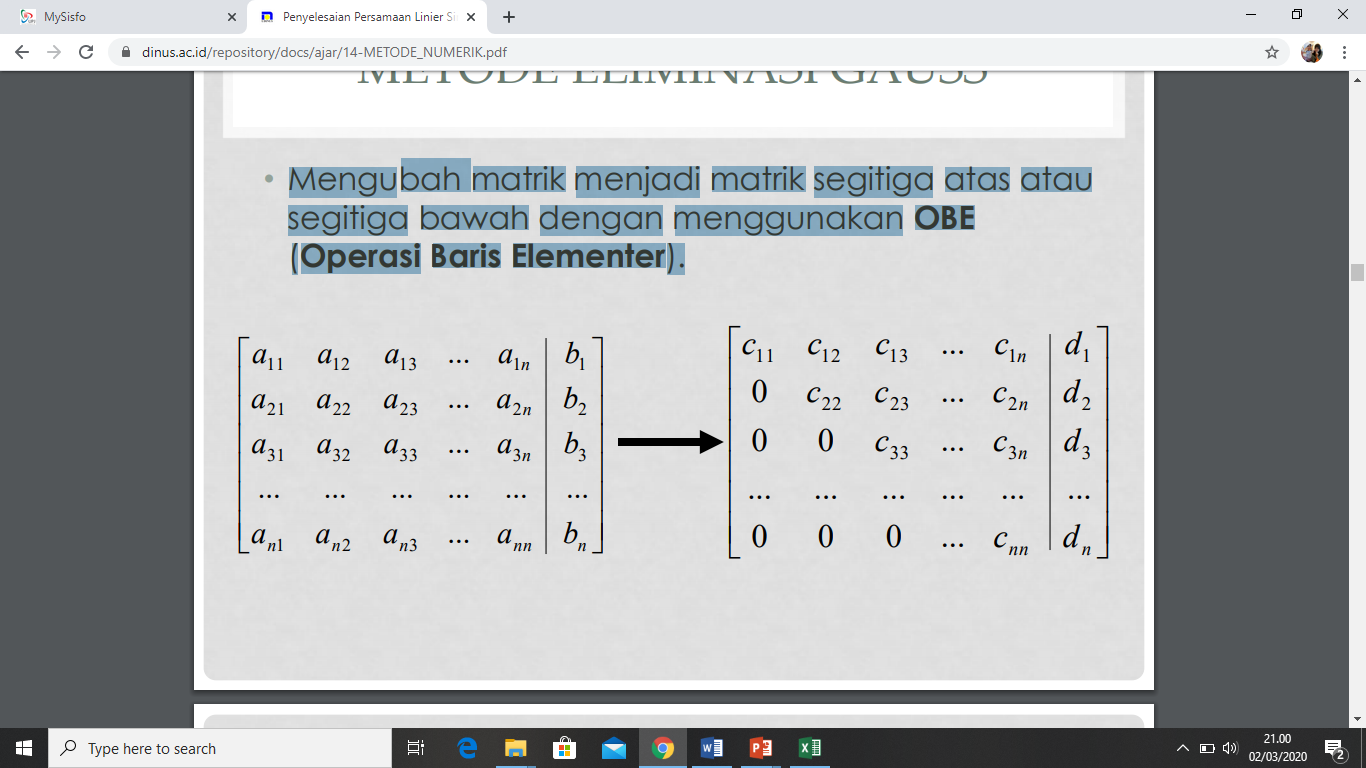 MySisfo
Penyelesaian Persamaan Linier Si
dinus.ac.id/repository/docs/ajar/14-METODE_NUMERIK.pdf
METODE ELIMINASI GAUSS
• Mengubah matrik menjadi matrik segitiga atas atau
segitiga bawah dengan menggunakan OBE
(Operasi Baris Elementer).
a11 a12 a13 ... a1n b1
a21 a22 a23 ... a2n b2
a31 a32 a33 ... a3n b3
... ... ... ... ... ...
an1 an2 an3 ... ann bn
c11 c12 c13 ... c1n d1
0 c22 c23 ... c2n d2
0 0 c33 ... c3n d3
... ... ... ... ... ...
0 0 0 ... cnn dn
Type here to search
21.00
02/03/2020
2